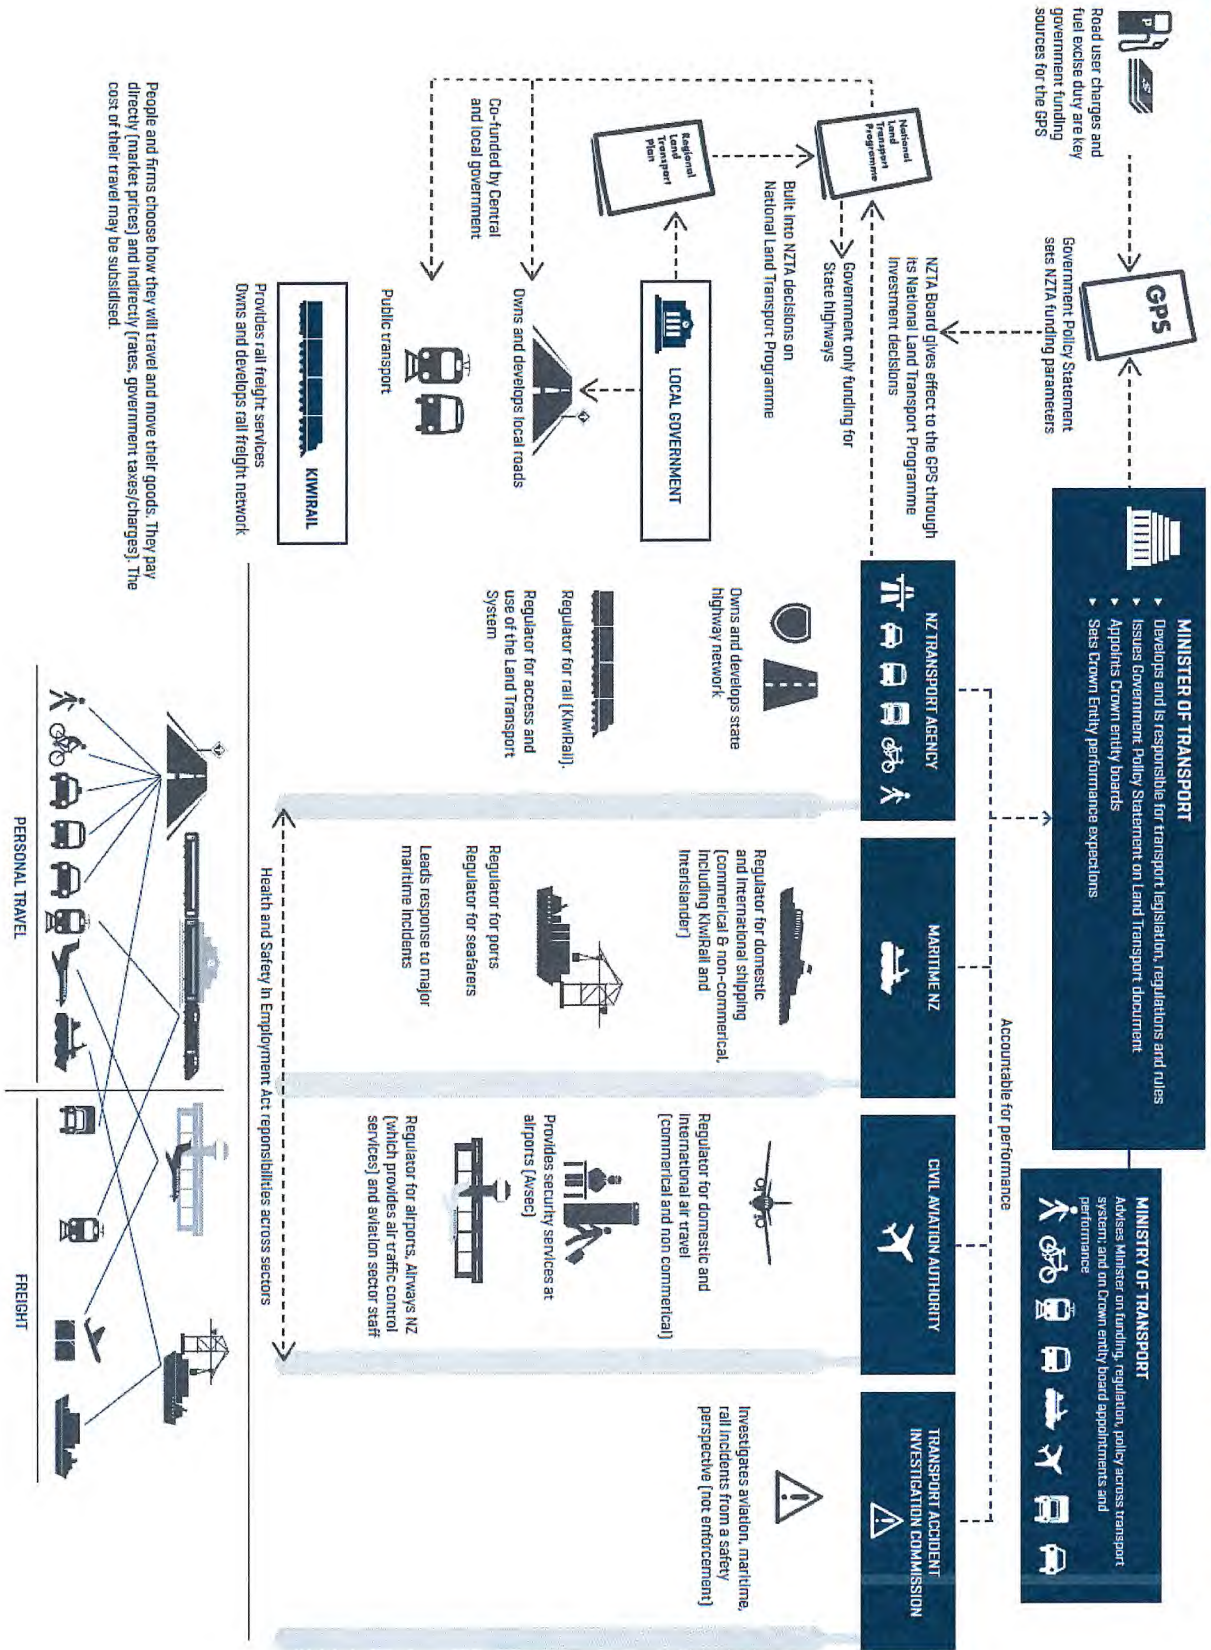 MINISTER OF TRANSPORT
▸ Develops and is responsible for transport legislation, regulations and rules
▸ Issues Government Policy Statement on Land Transport document
▸ Appoints Crown entity boards
▸ Sets Crown Entity performance expections
MINISTRY OF TRANSPORT
Advises Minister on funding, regulation, policy across transport
system; and on Crown entity board appointments and
performance
Road user charges and
fuel excise duty are key
government funding
sources for the GPS
P
$
GPS
Government Policy Statement
sets NZTA funding parameters
Accountable for performance
NZTA Board gives effect to the GPS through
its National Land Transport Programme
Investment decisions
National
Land
Transport
Programme
Government only funding for
State highways
Built into NZTA decisions on
National Land Transport Programme
Regional
Land
Transport
Plan
LOCAL GOVERNMENT
Co-funded by Central
and local government
Owns and develops local roads
Public transport
KIWIRAIL
Provides rail freight services
Owns and develops rail freight network
NZ TRANSPORT AGENCY
Owns and develops state
highway network
Regulator for rail (KiwiRail).
Regulator for access and
use of the Land Transport
System
MARITIME NZ
Regulator for domestic
and international shipping
(commerical & non-commerical,
including KiwiRail and
Interislander)
Regulator for ports
Regulator for seafarers
Leads response to major
maritime incidents
CIVIL AVIATION AUTHORITY
Regulator for domestic and
international air travel
(commerical and non commerical)
Provides security services at
airports (Avsec)
Regulator for airports, Airways NZ
(which provides air traffic control
services) and aviation sector staff
TRANSPORT ACCIDENT
INVESTIGATION COMMISSION
Investigates aviation, maritime,
rail incidents from a safety
perspective (not enforcement)
Health and Safety in Employment Act reponsibilities across sectors
People and firms choose how they will travel and move their goods. They pay
directly (market prices) and indirectly (rates, government taxes/charges). The
cost of their travel may be subsidised.
PERSONAL TRAVEL
FREIGHT